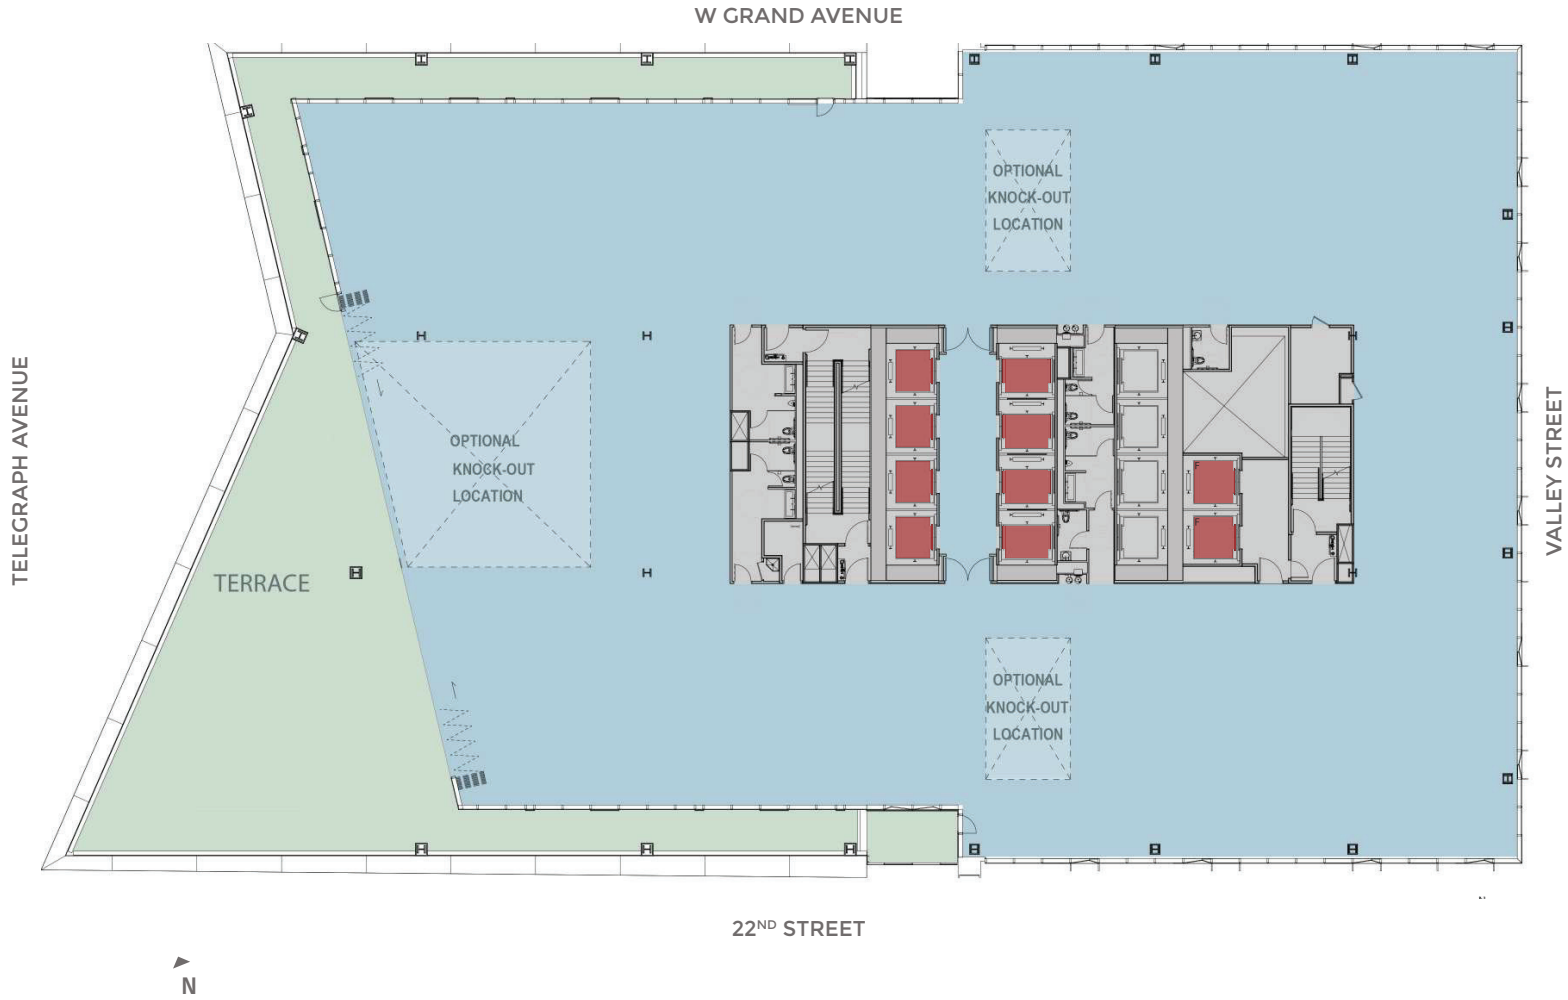 W GRAND AVENUE
OPTIONAL
KNOCK-OUT
LOCATION
TELEGRAPH AVENUE
OPTIONAL
KNOCK-OUT
LOCATION
VALLEY STREET
F
F
TERRACE
OPTIONAL
KNOCK-OUT
LOCATION
22ND STREET
N